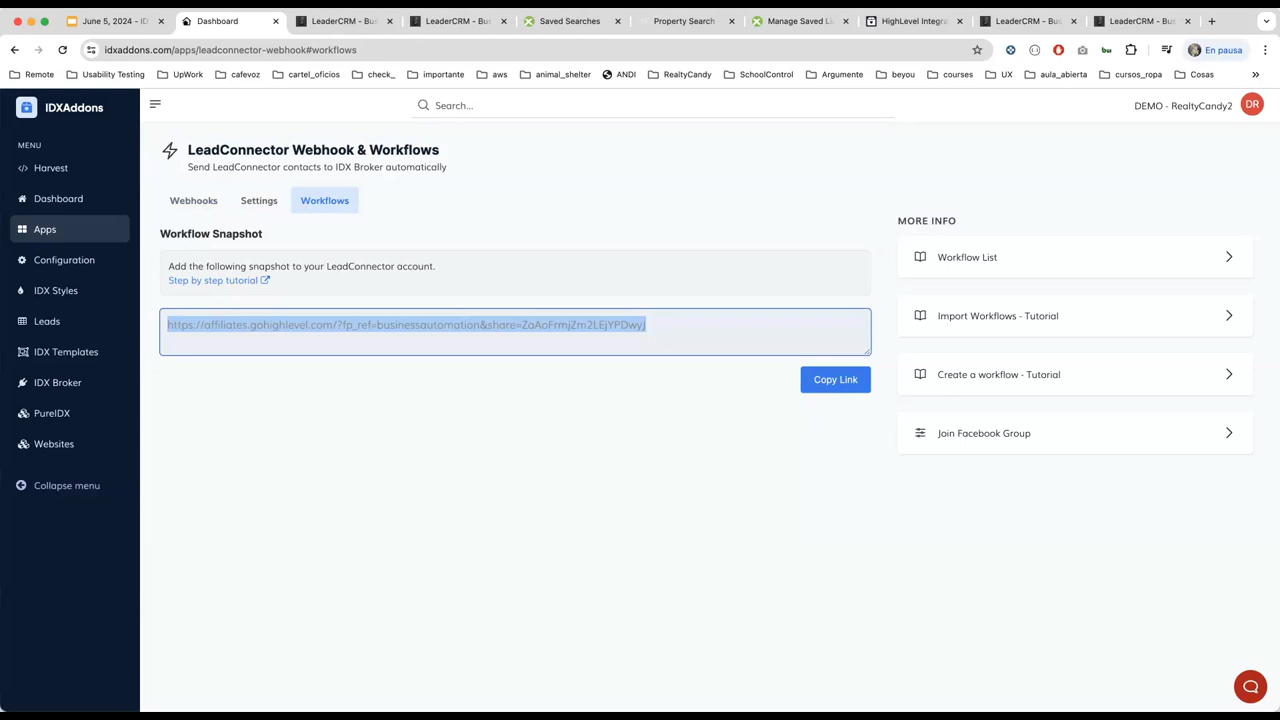 June 5, 2024 - ID
Dashboard
LeaderCRM - Bus
LeaderCRM - Bus
Saved Searches
Property Search
Manage Saved Li
HighLevel Integra
LeaderCRM - Bus
LeaderCRM - Bus
idxaddons.com/apps/leadconnector-webhook#workflows
En pausa
Remote
Usability Testing
UpWork
cafevoz
cartel_oficios
check_
importante
aws
animal_shelter
ANDI
RealtyCandy
SchoolControl
Argumente
beyou
courses
UX
aula_abierta
cursos_ropa
Cosas
IDXAddons
Search...
DEMO - RealtyCandy2
DR
MENU
Harvest
Dashboard
Apps
Configuration
IDX Styles
Leads
IDX Templates
IDX Broker
PureIDX
Websites
Collapse menu
LeadConnector Webhook & Workflows
Send LeadConnector contacts to IDX Broker automatically
Webhooks
Settings
Workflows
Workflow Snapshot
Add the following snapshot to your LeadConnector account.
Step by step tutorial
https://affiliates.gohighlevel.com/?fp_ref=businessautomation&share=ZaAoFrmjZm2LEjYPDwyJ
Copy Link
MORE INFO
Workflow List
Import Workflows - Tutorial
Create a workflow - Tutorial
Join Facebook Group